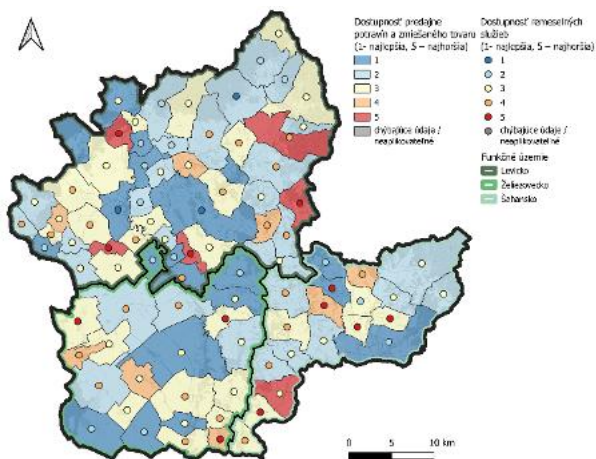 Dostupnosť predajne
potravín a zmiešaného tovaru
(1- najlepšia, 5 – najhoršia)
1
2
3
4
5
chýbajúce údaje /
neaplikovateľné
Dostupnosť remeselných
služieb
(1- najlepšia, 5 – najhoršia)
1
2
3
4
5
chýbajúce údaje /
neaplikovateľné
Funkčné územie
Levicko
Želiezovecko
Šahansko
0 5 10 km